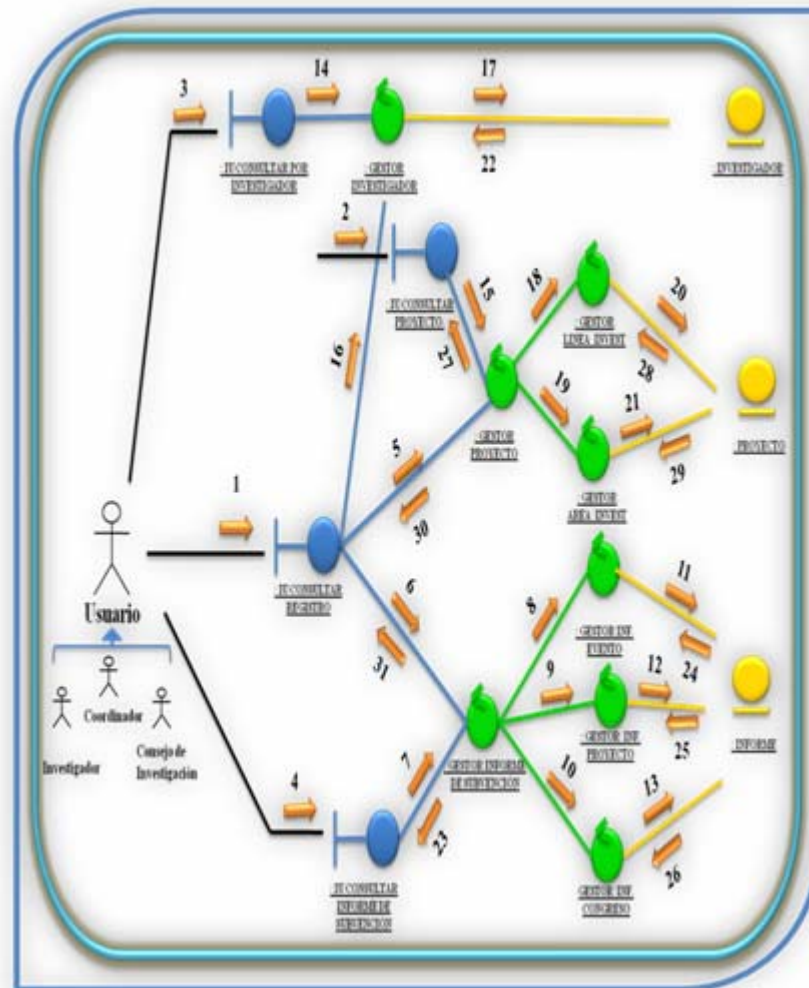 3
14
17
22
: IU CONSULTAR POR
INVESTIGADOR
: GESTOR
INVESTIGADOR
: INVESTIGADOR
2
: IU CONSULTAR
PROYECTO
15
27
18
: GESTOR
LINEA INVEST
20
28
16
19
21
29
: GESTOR
PROYECTO
: PROYECTO
: GESTOR
AREA INVEST
5
30
1
: IU CONSULTAR
REGISTRO
Usuario
Coordinador
Investigador
Consejo de
Investigación
6
31
8
: GESTOR INF
EVENTO
11
24
9
12
25
: GESTOR INF
PROYECTO
: INFORME
: GESTOR INFORME
DE SUBVENCION
10
7
23
13
26
4
: IU CONSULTAR
INFORME DE
SUBVENCION
GESTOR INF.
CONGRESO